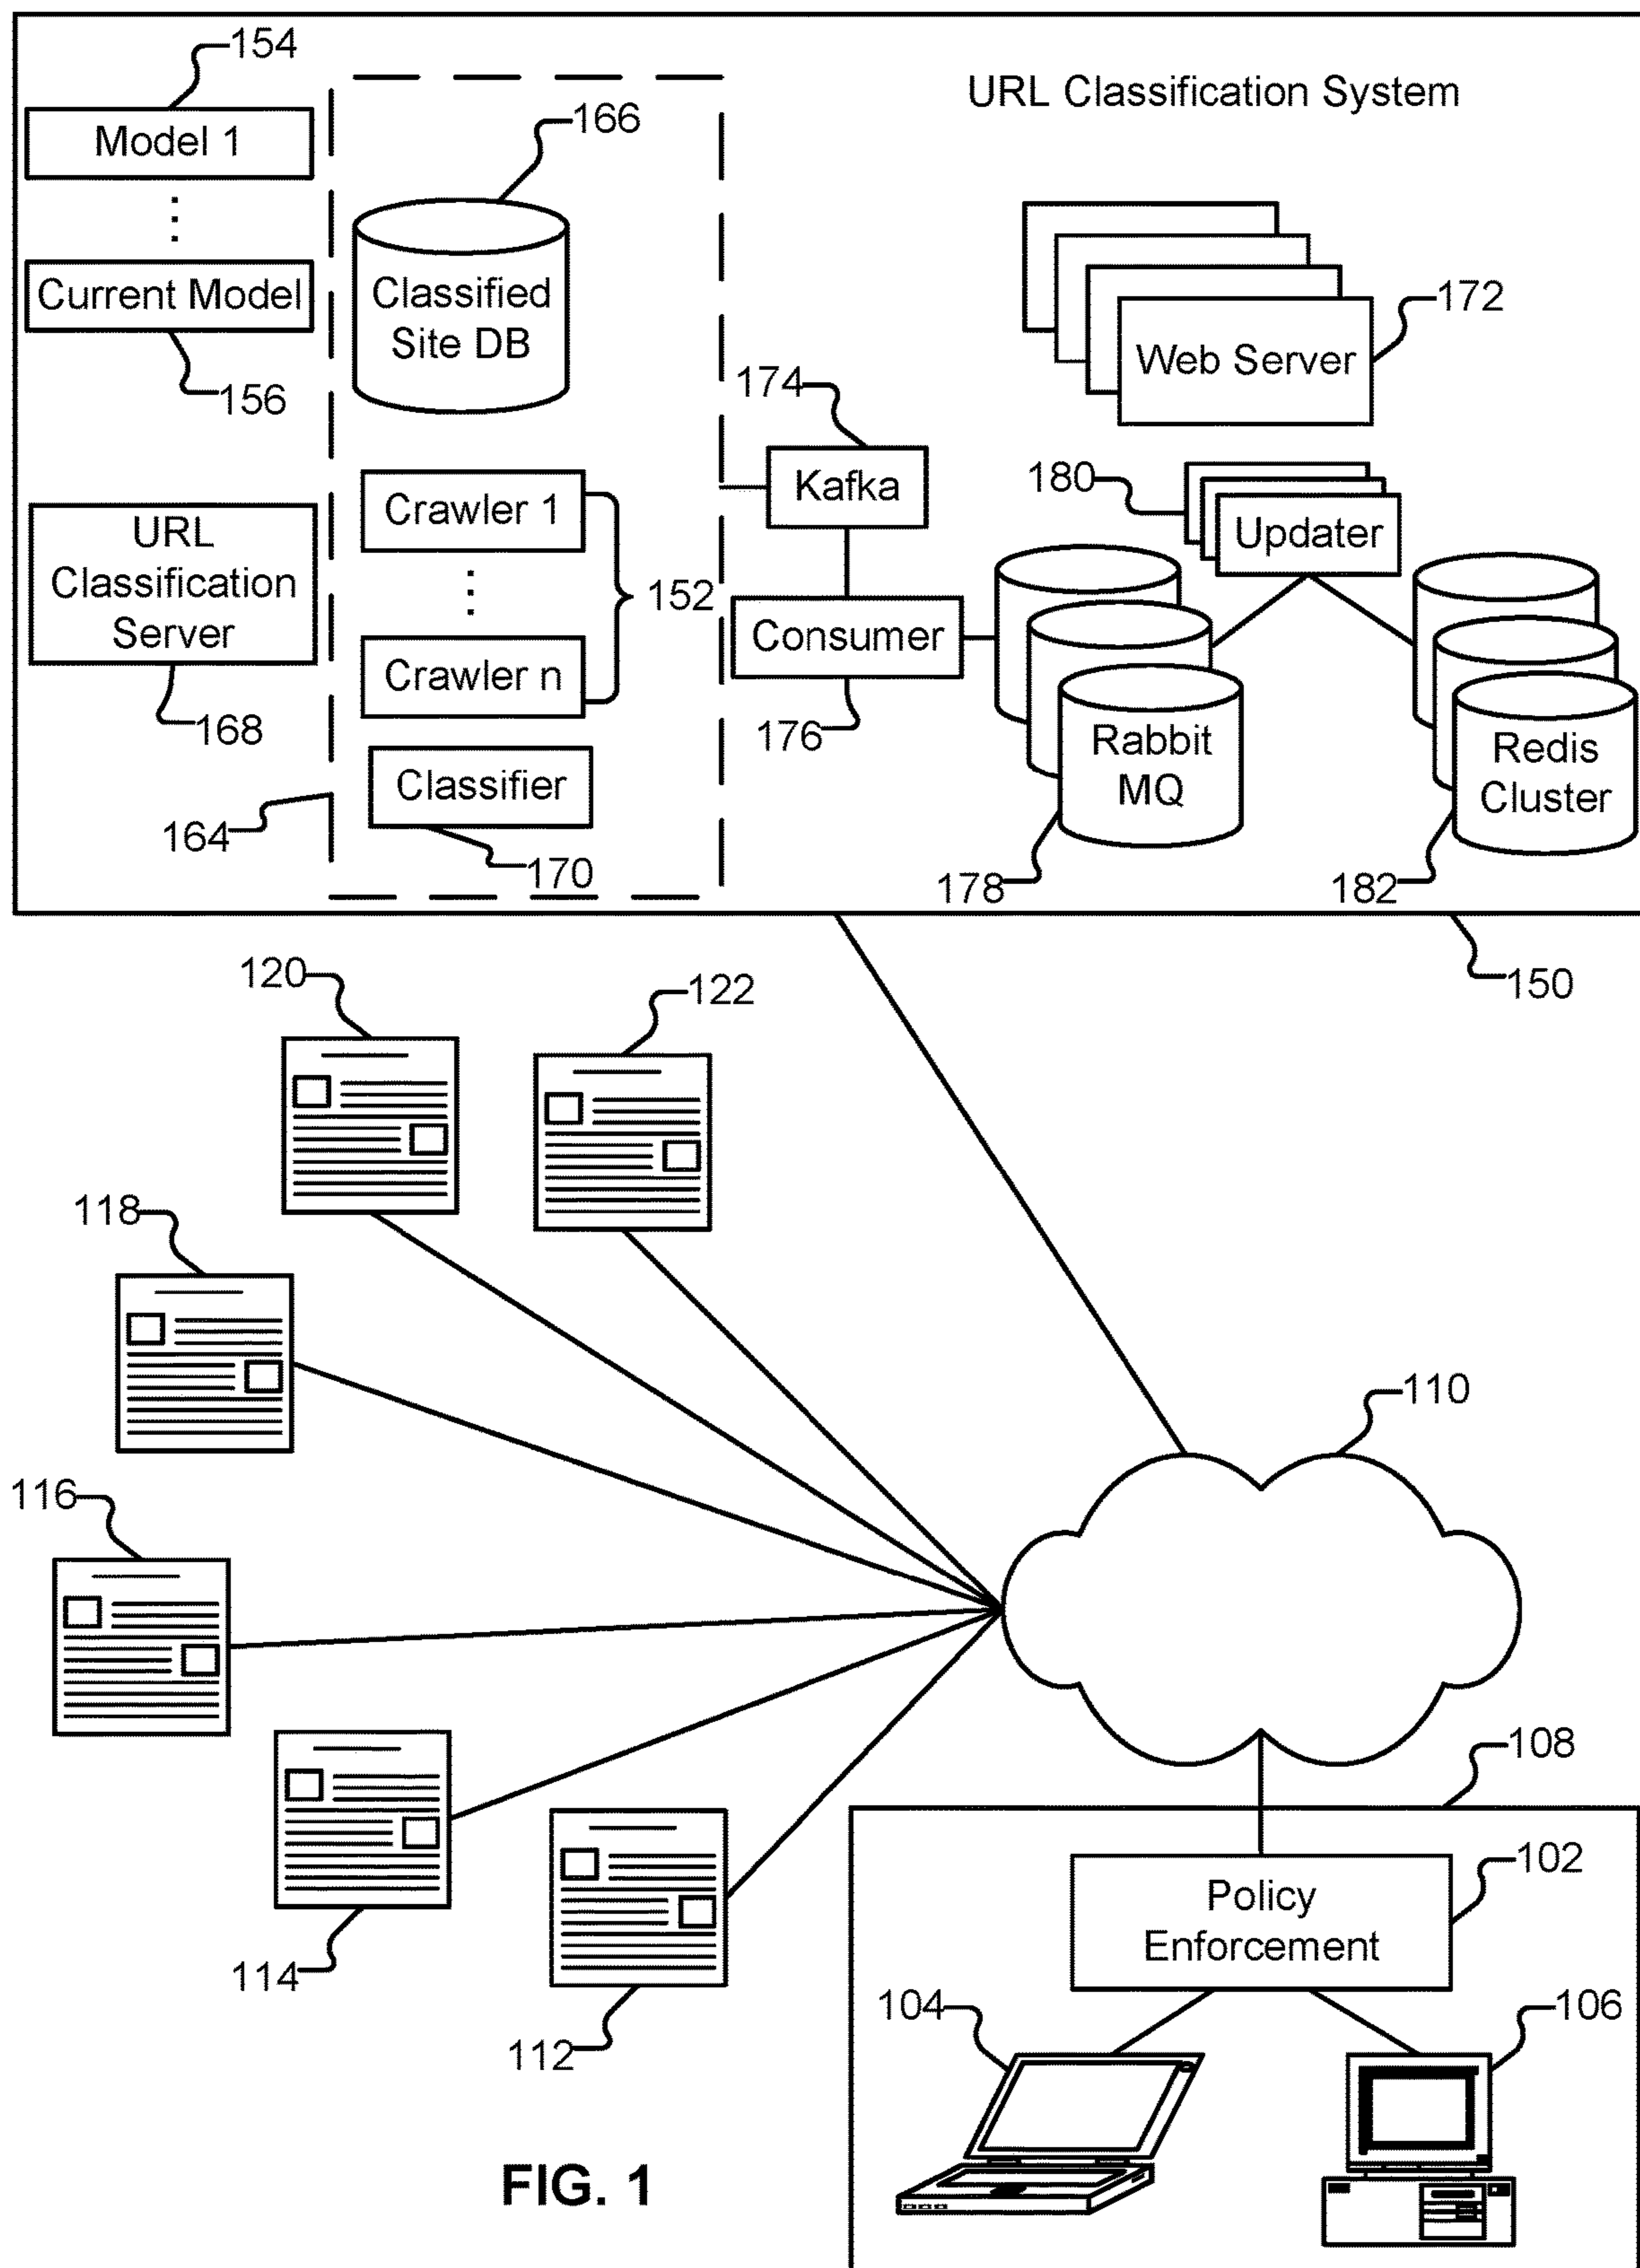 154
Model 1
Current Model
156
URL
Classification
Server
168
164
166
Classified
Site DB
Crawler 1
Crawler n
152
Classifier
170
URL Classification System
172
Web Server
174
Kafka
180
Updater
Consumer
176
Rabbit
MQ
178
Redis
Cluster
182
150
120
122
118
116
114
112
110
108
102
Policy
Enforcement
104
106
FIG. 1